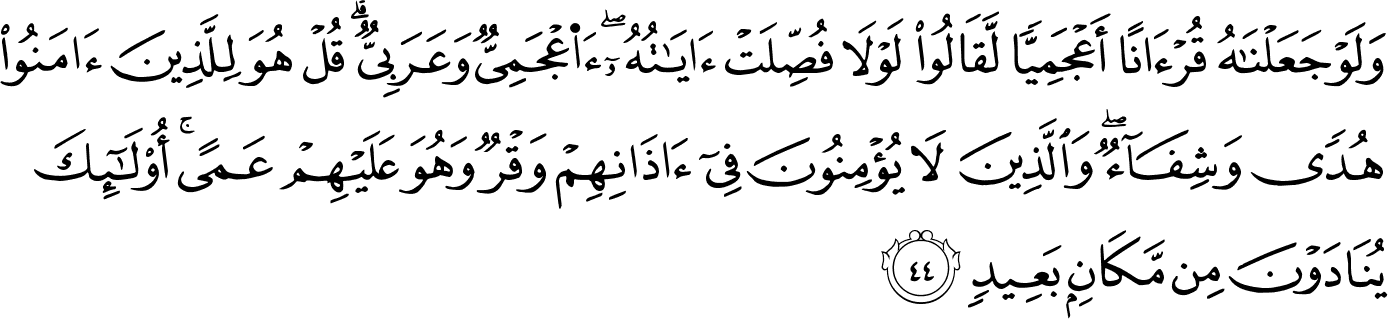 وَلَوْ جَعَلْنَٰهُ قُرْءَانًا أَعْجَمِيًّا لَّقَالُوا۟ لَوْلَا فُصِّلَتْ ءَايَٰتُهُۥٓ ۖ ءَا۬عْجَمِىٌّ وَعَرَبِىٌّ ۗ قُلْ هُوَ لِلَّذِينَ ءَامَنُوا۟
هُدًى وَشِفَآءٌ ۖ وَٱلَّذِينَ لَا يُؤْمِنُونَ فِىٓ ءَاذَانِهِمْ وَقْرٌ وَهُوَ عَلَيْهِمْ عَمًى ۚ أُو۟لَٰٓئِكَ
يُنَادَوْنَ مِن مَّكَانٍۭ بَعِيدٍ ۝٤٤